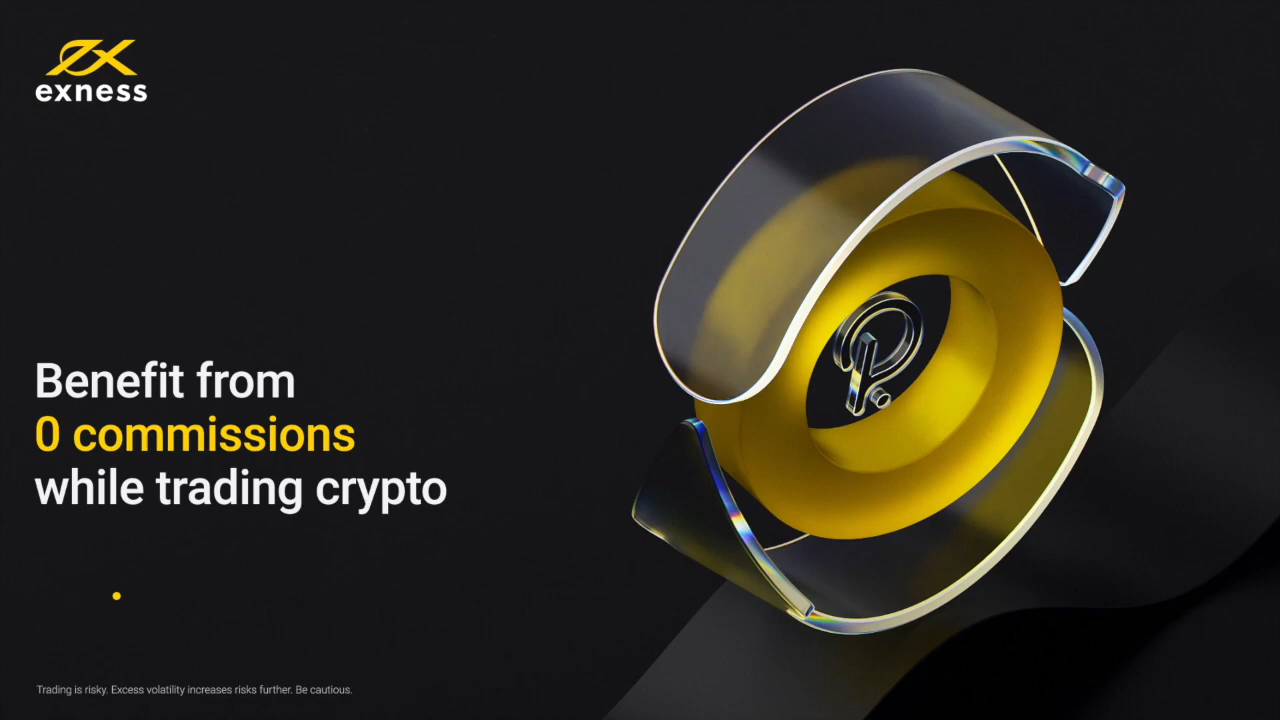 exness
Benefit from
0 commissions
while trading crypto
Trading is risky. Excess volatility increases risks further. Be cautious.